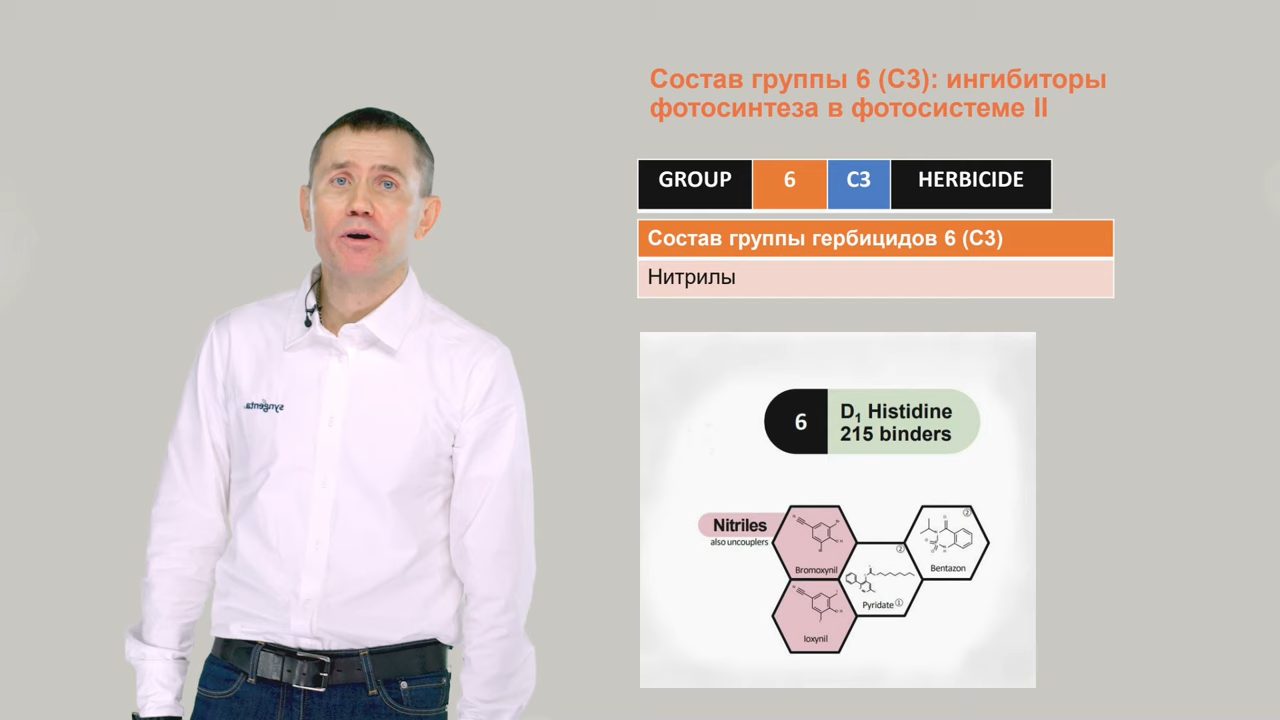 Состав группы 6 (С3): ингибиторы
фотосинтеза в фотосистеме II
GROUP 6 C3 HERBICIDE
Состав группы гербицидов 6 (С3)
Нитрилы
6 D1 Histidine
215 binders
Nitriles
also uncouplers
Bromoxynil
Bentazon
Pyridate ①
Ioxynil
syngenta